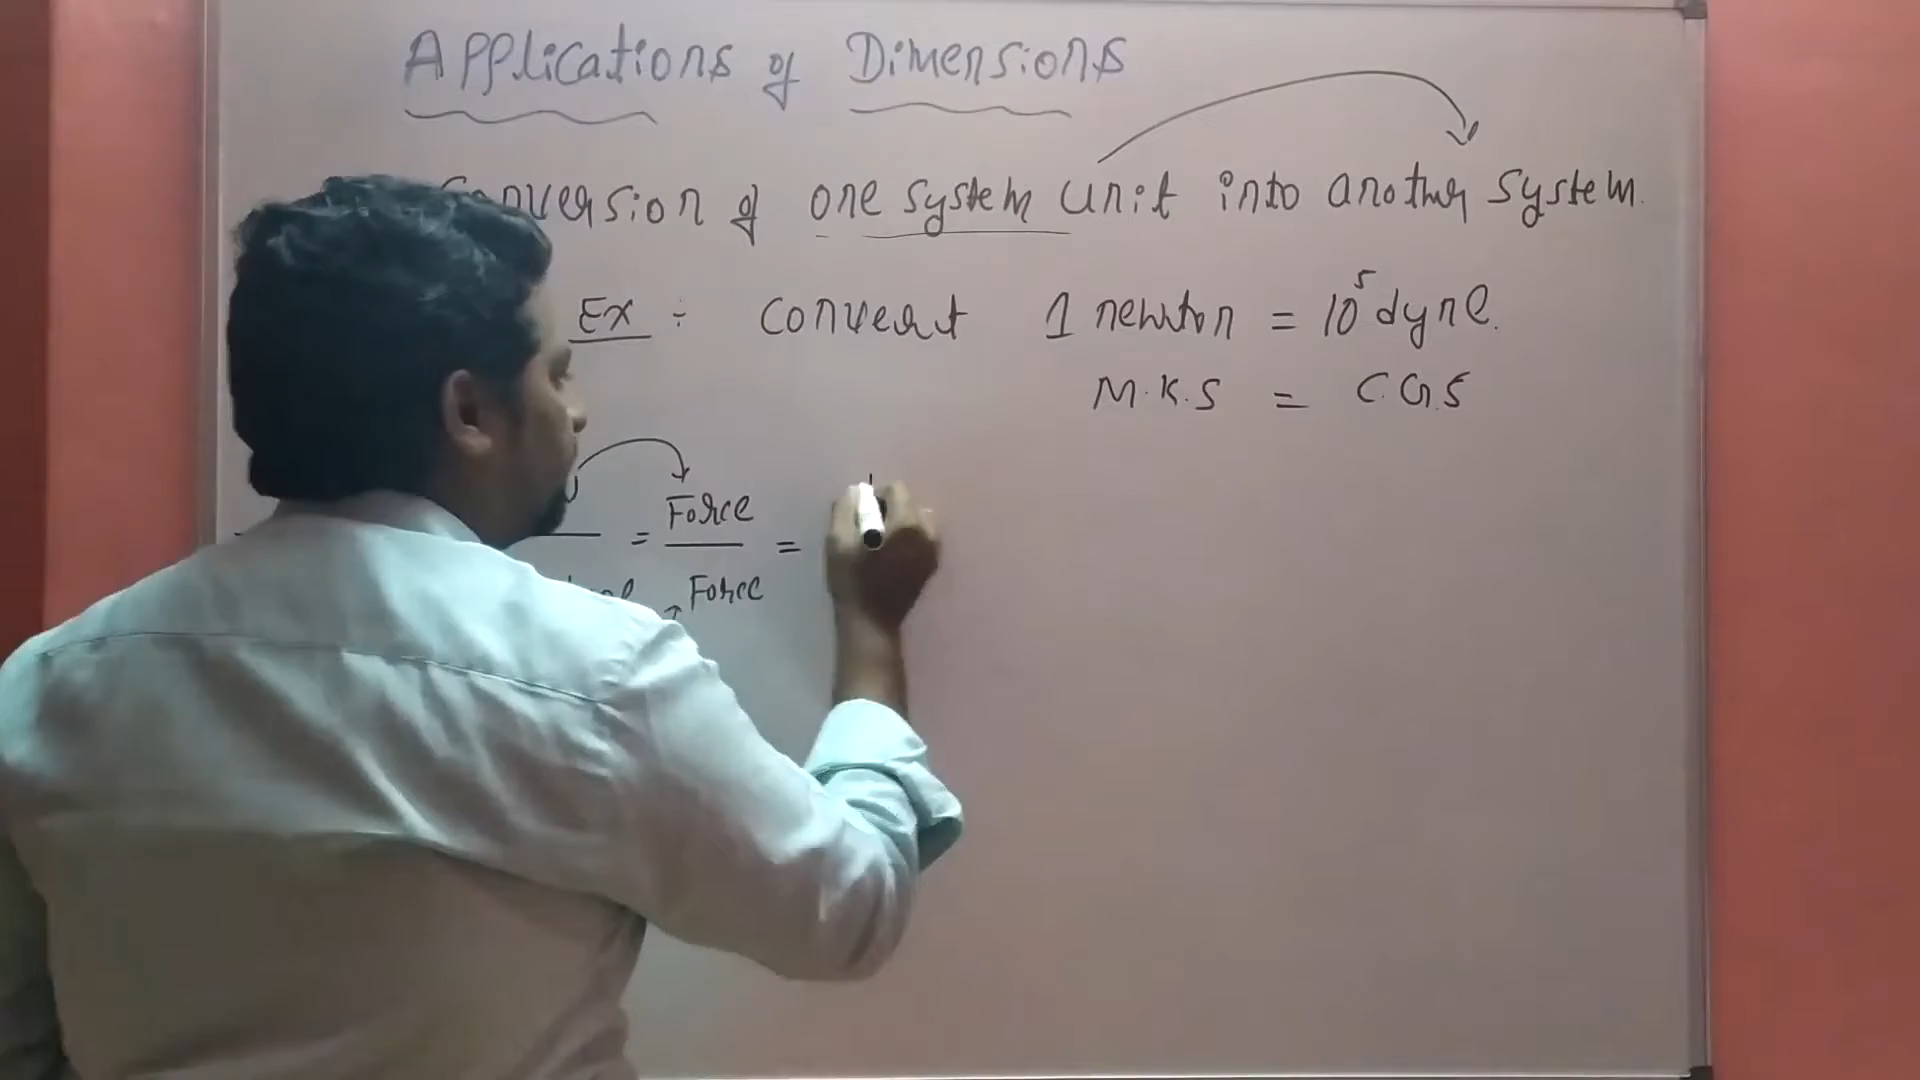 Applications of Dimensions
Conversion of one system unit into another system.
Ex ÷ Convert 1 newton = 10⁵ dyne.
M.K.S = C.G.S
= Force / Force =